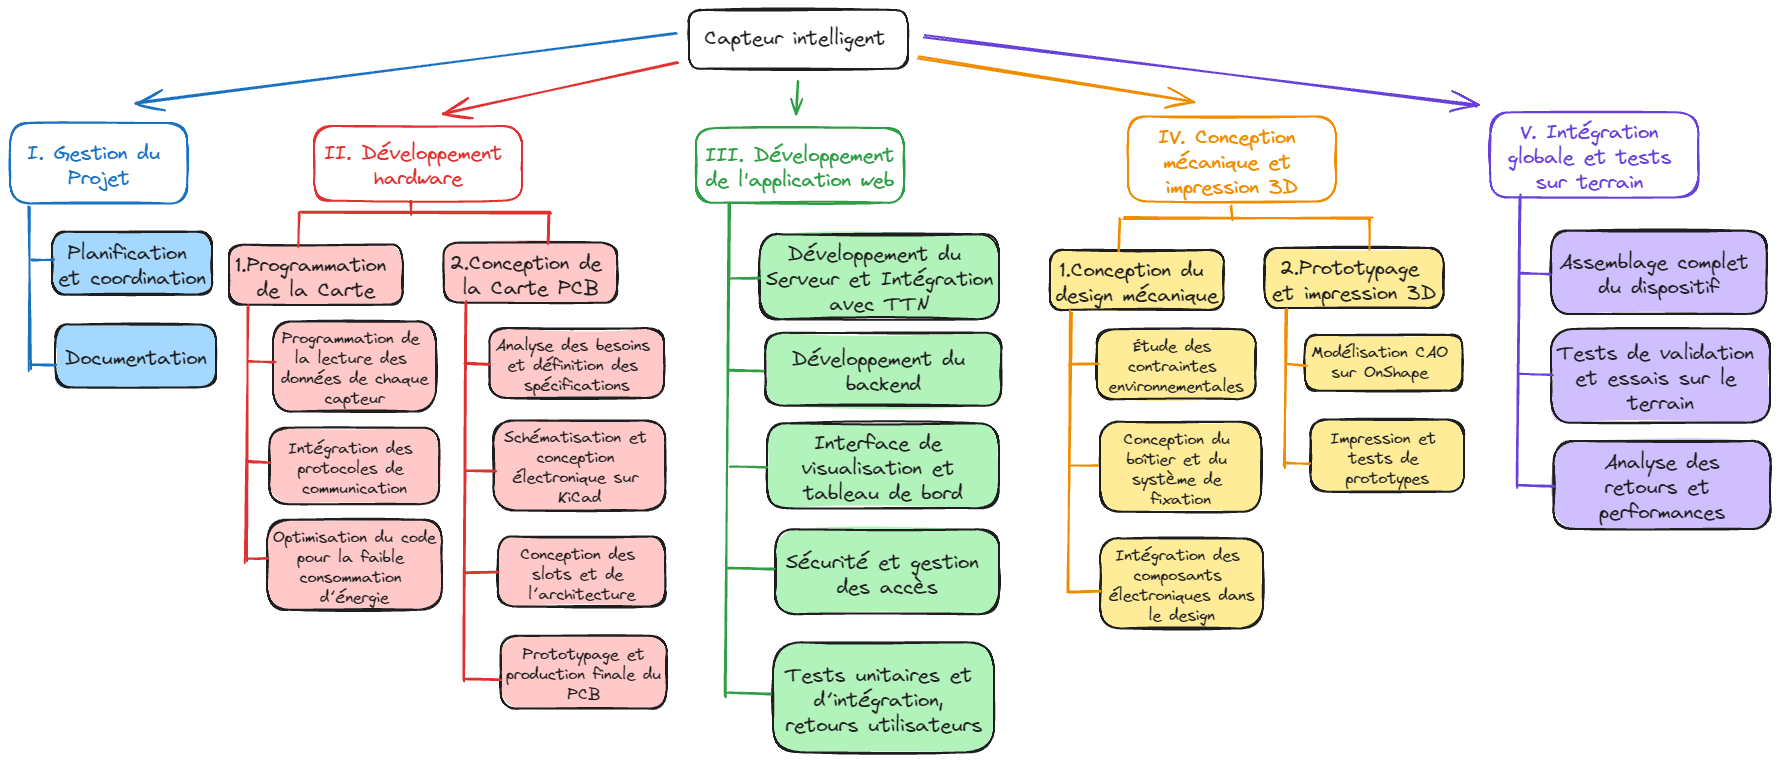 Capteur intelligent
I. Gestion du
Projet
Planification
et coordination
Documentation
II. Développement
hardware
1.Programmation
de la Carte
Programmation de
la lecture des
données de chaque
capteur
Intégration des
protocoles de
communication
Optimisation du code
pour la faible
consommation
d'énergie
2.Conception de
la Carte PCB
Analyse des besoins
et définition des
spécifications
Schématisation et
conception
électronique sur
KiCad
Conception des
slots et de
l'architecture
Prototypage et
production finale du
PCB
III. Développement
de l'application web
Développement du
Serveur et Intégration
avec TTN
Développement du
backend
Interface de
visualisation et
tableau de bord
Sécurité et gestion
des accès
Tests unitaires et
d'intégration,
retours utilisateurs
IV. Conception
mécanique et
impression 3D
1.Conception du
design mécanique
Étude des
contraintes
environnementales
Conception du
boîtier et du
système de
fixation
Intégration des
composants
électroniques dans
le design
2.Prototypage
et impression 3D
Modélisation CAO
sur OnShape
Impression et
tests de
prototypes
V. Intégration
globale et tests
sur terrain
Assemblage complet
du dispositif
Tests de validation
et essais sur le
terrain
Analyse des
retours et
performances